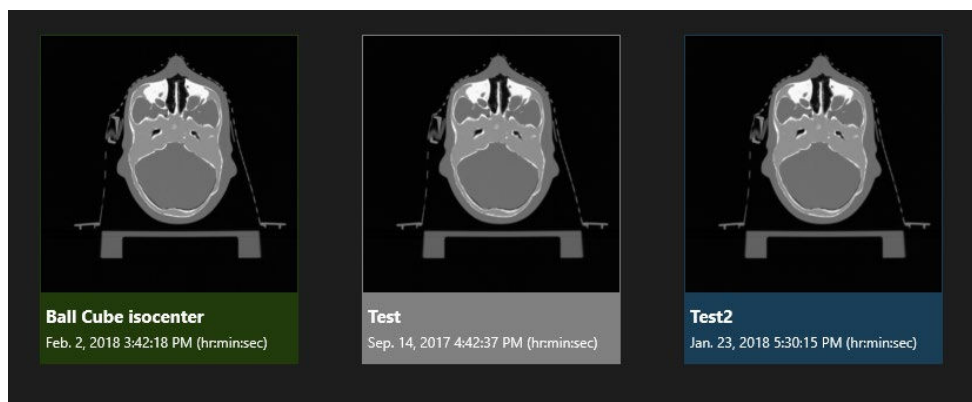 Ball Cube isocenter
Feb. 2, 2018 3:42:18 PM (hr:min:sec)
Test
Sep. 14, 2017 4:42:37 PM (hr:min:sec)
Test2
Jan. 23, 2018 5:30:15 PM (hr:min:sec)